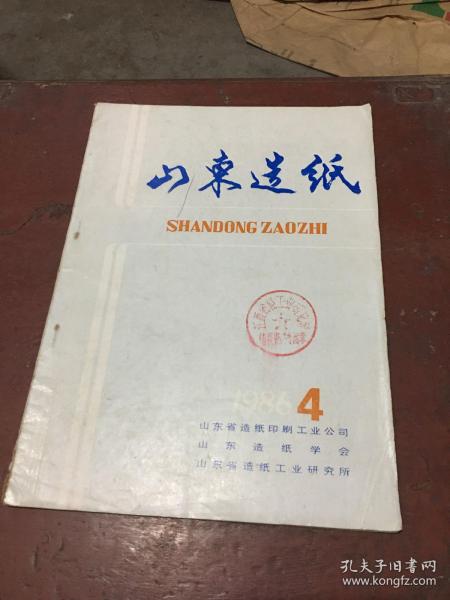 山東造纸
SHANDONG ZAOZHI
1986 4
山东省造纸印刷工业公司
山东造纸学会
山东省造纸工业研究所
孔夫子旧书网
www.kongfz.com